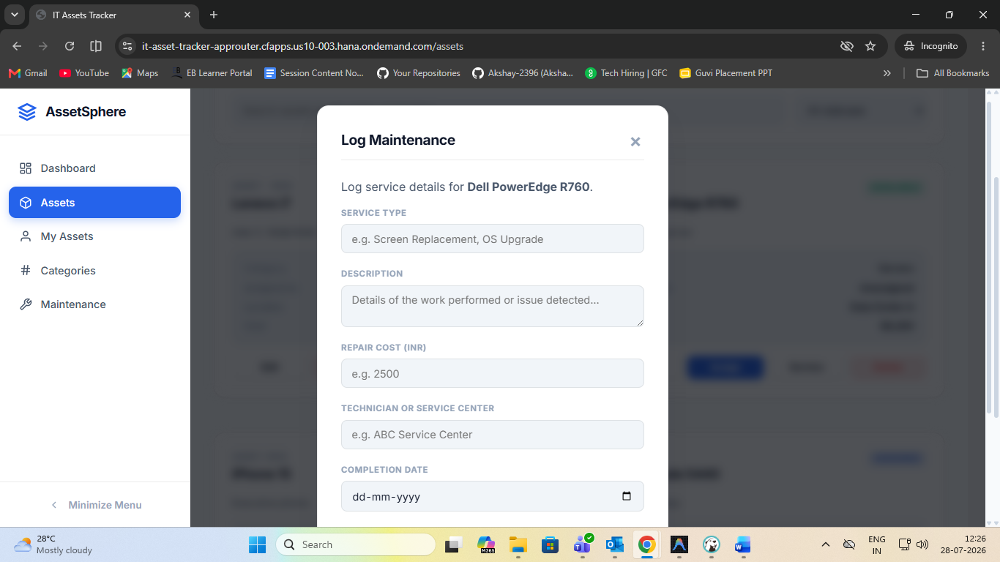 IT Assets Tracker
it-asset-tracker-approuter.cfapps.us10-003.hana.ondemand.com/assets
Incognito
Gmail
YouTube
Maps
EB Learner Portal
Session Content No...
Your Repositories
Akshay-2396 (Aksha...
Tech Hiring | GFC
Guvi Placement PPT
All Bookmarks
AssetSphere
Dashboard
Assets
My Assets
Categories
Maintenance
Minimize Menu
Log Maintenance
Log service details for Dell PowerEdge R760.
SERVICE TYPE
e.g. Screen Replacement, OS Upgrade
DESCRIPTION
Details of the work performed or issue detected...
REPAIR COST (INR)
e.g. 2500
TECHNICIAN OR SERVICE CENTER
e.g. ABC Service Center
COMPLETION DATE
dd-mm-yyyy
28°C
Mostly cloudy
Search
M365
ENG
IN
12:26
28-07-2026